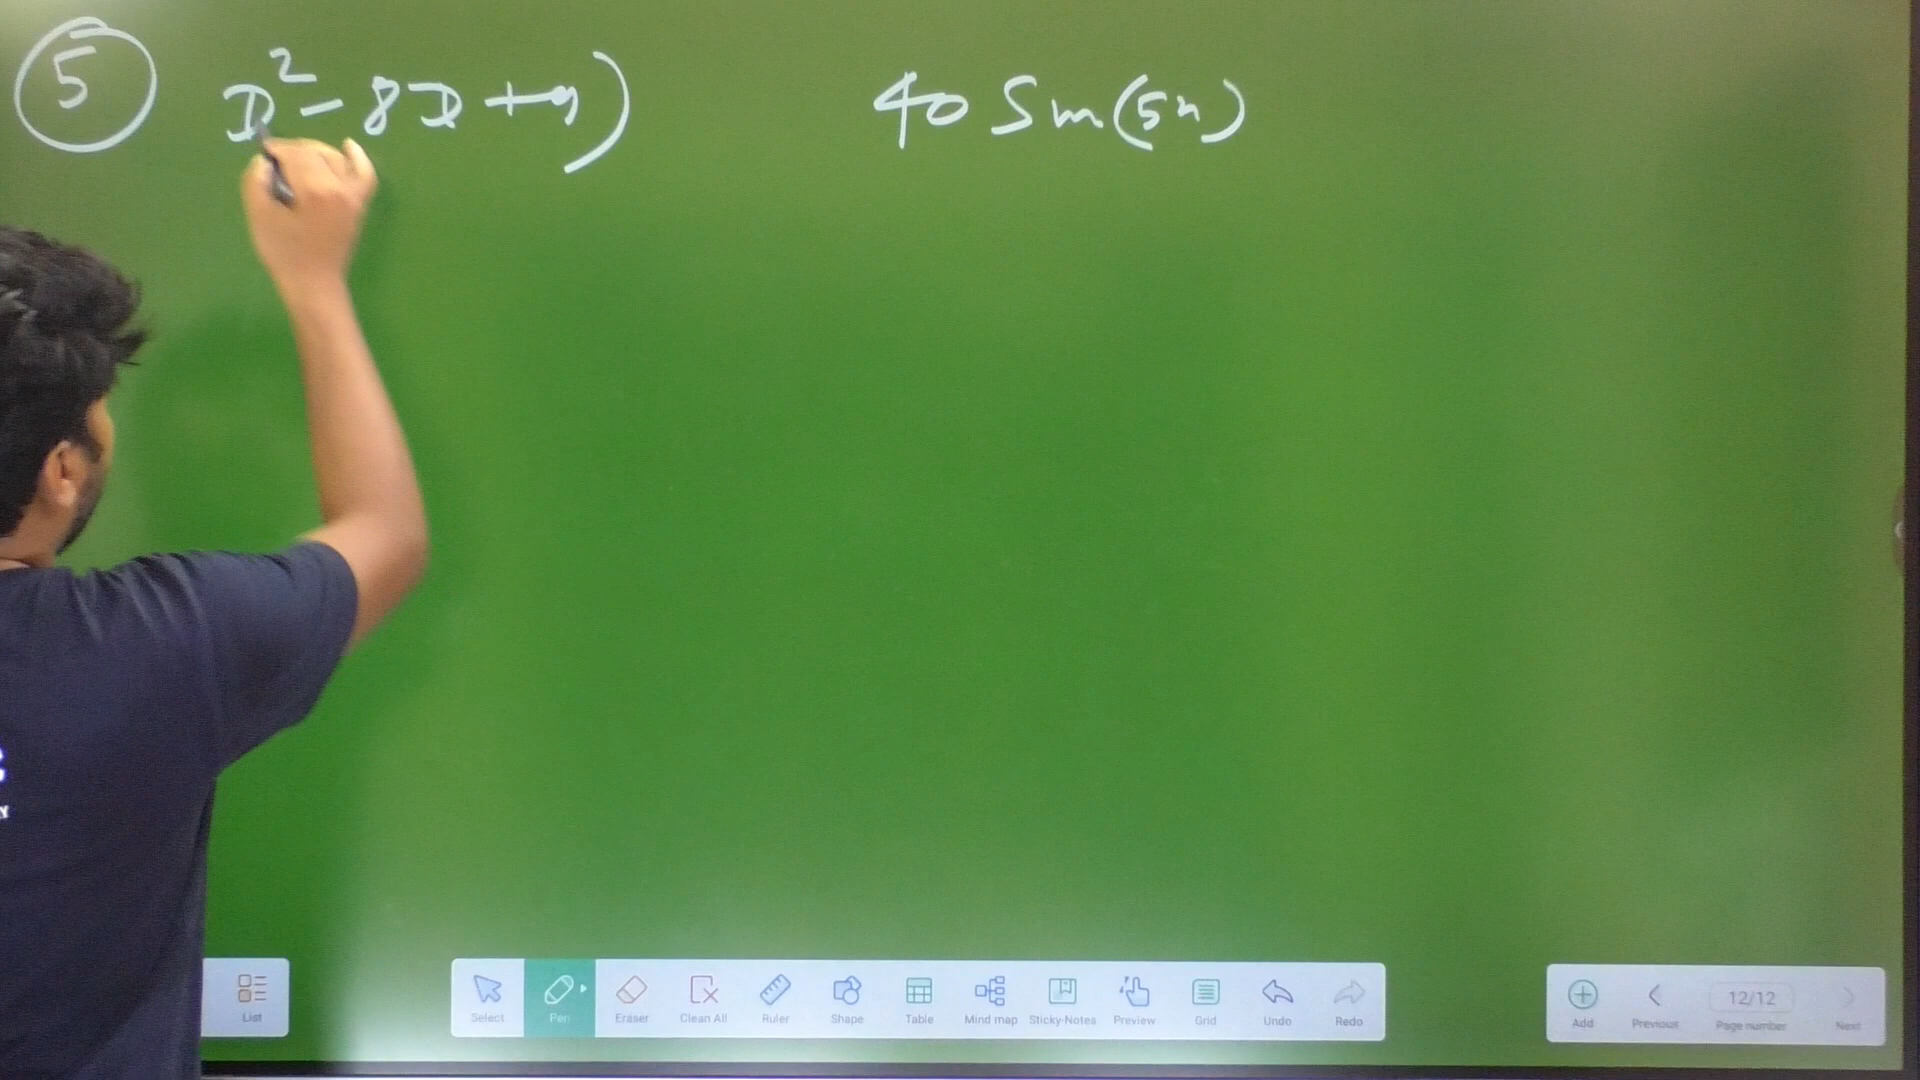 5 D² - 8D + 9) 40 Sin(5x)
List
Select Pen Eraser Clean All Ruler Shape Table Mind map Sticky-Notes Preview Grid Undo Redo
Add Previous 12/12 Page number Next